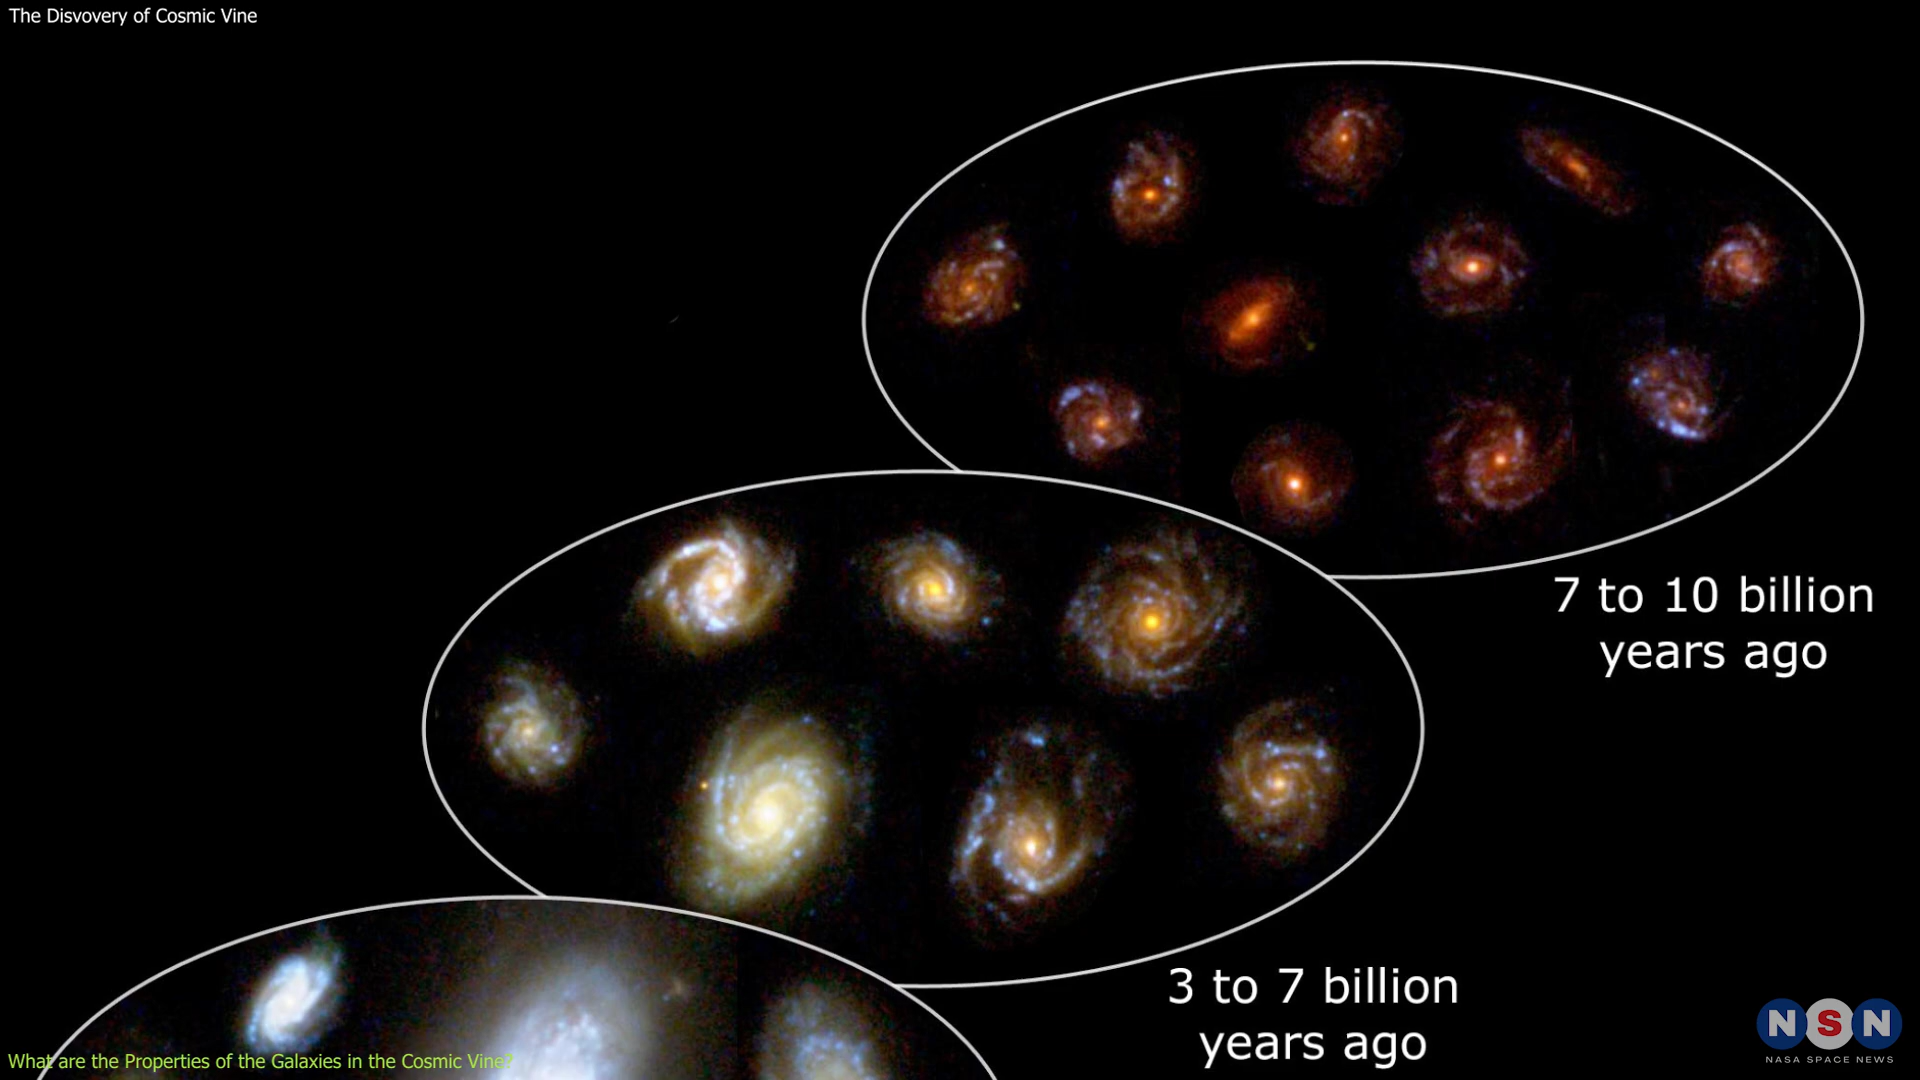 The Disvovery of Cosmic Vine
7 to 10 billion
years ago
3 to 7 billion
years ago
What are the Properties of the Galaxies in the Cosmic Vine?
NSN
NASA SPACE NEWS